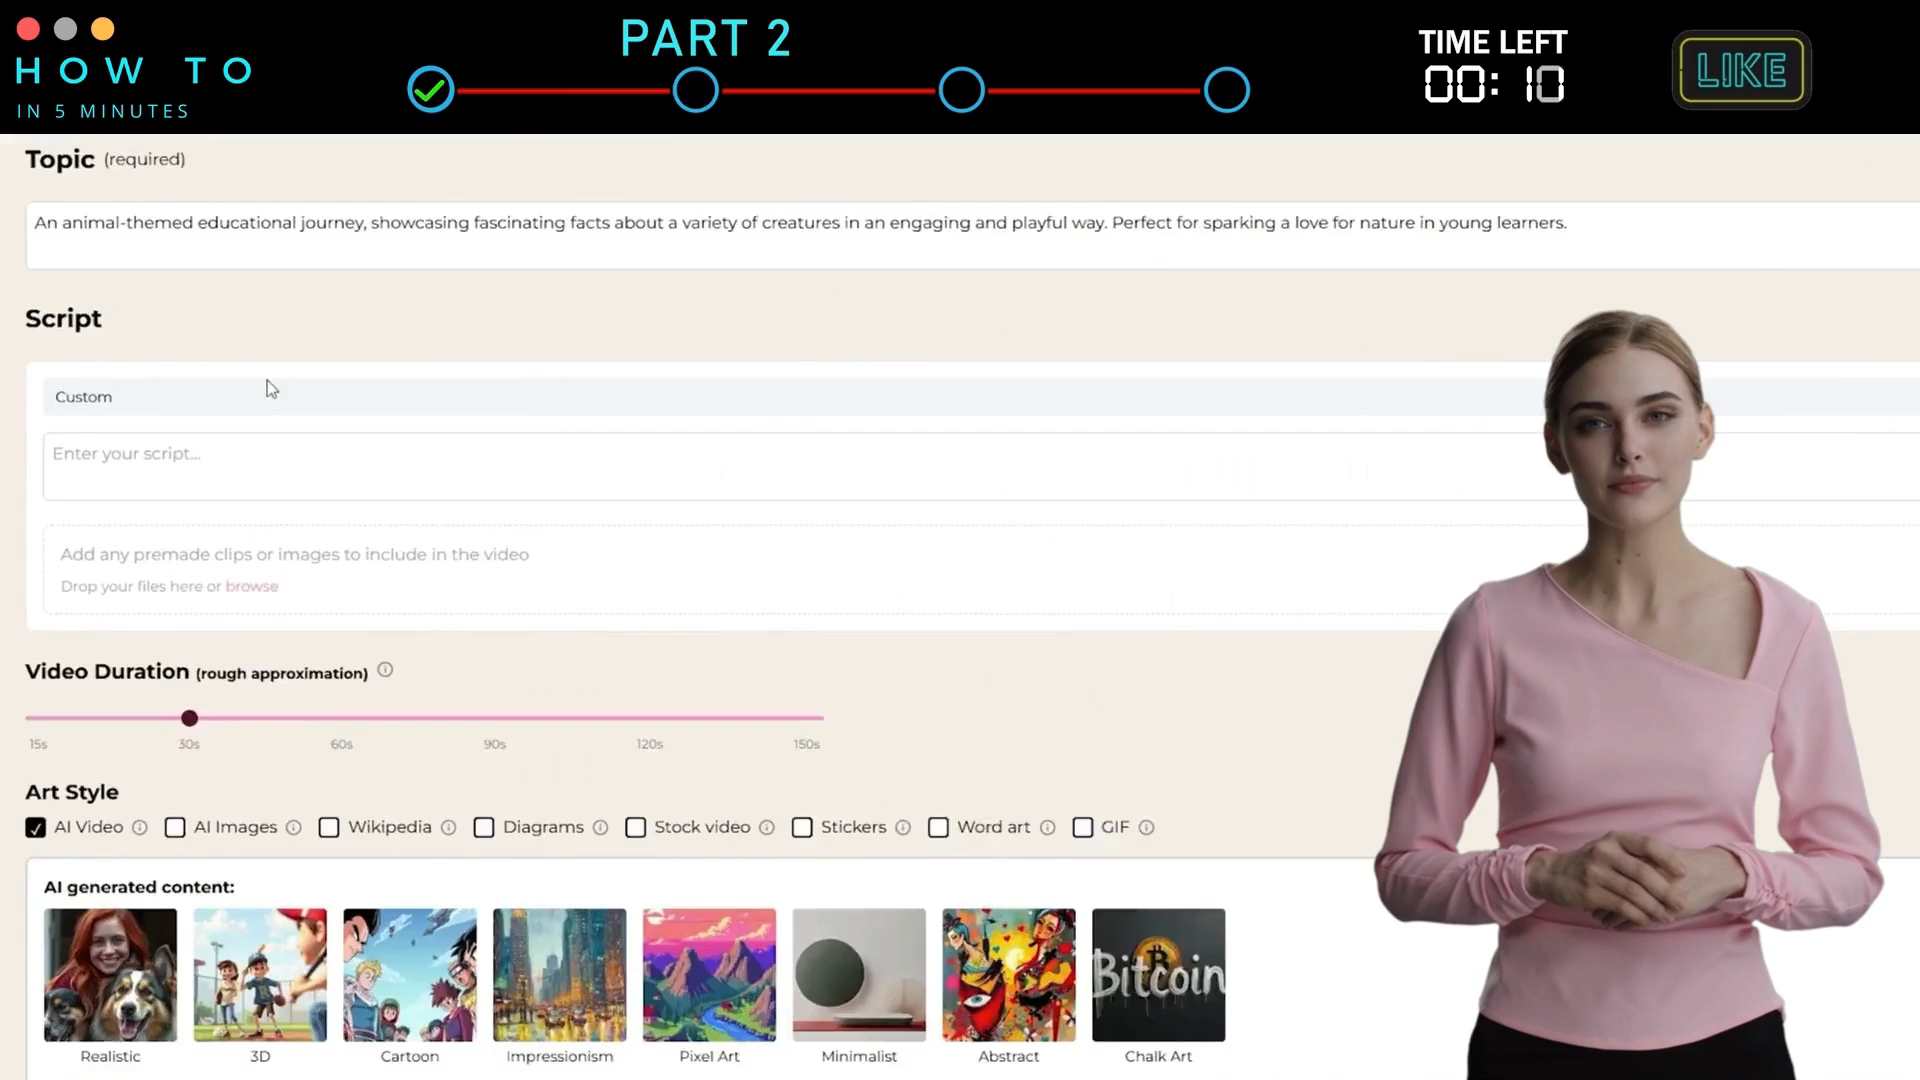 PART 2
HOW TO
IN 5 MINUTES
TIME LEFT
00:10
LIKE
Topic (required)
An animal-themed educational journey, showcasing fascinating facts about a variety of creatures in an engaging and playful way. Perfect for sparking a love for nature in young learners.
Script
Custom
Enter your script...
Add any premade clips or images to include in the video
Drop your files here or browse
Video Duration (rough approximation)
15s 30s 60s 90s 120s 150s
Art Style
AI Video AI Images Wikipedia Diagrams Stock video Stickers Word art GIF
AI generated content:
Bitcoin
Realistic 3D Cartoon Impressionism Pixel Art Minimalist Abstract Chalk Art